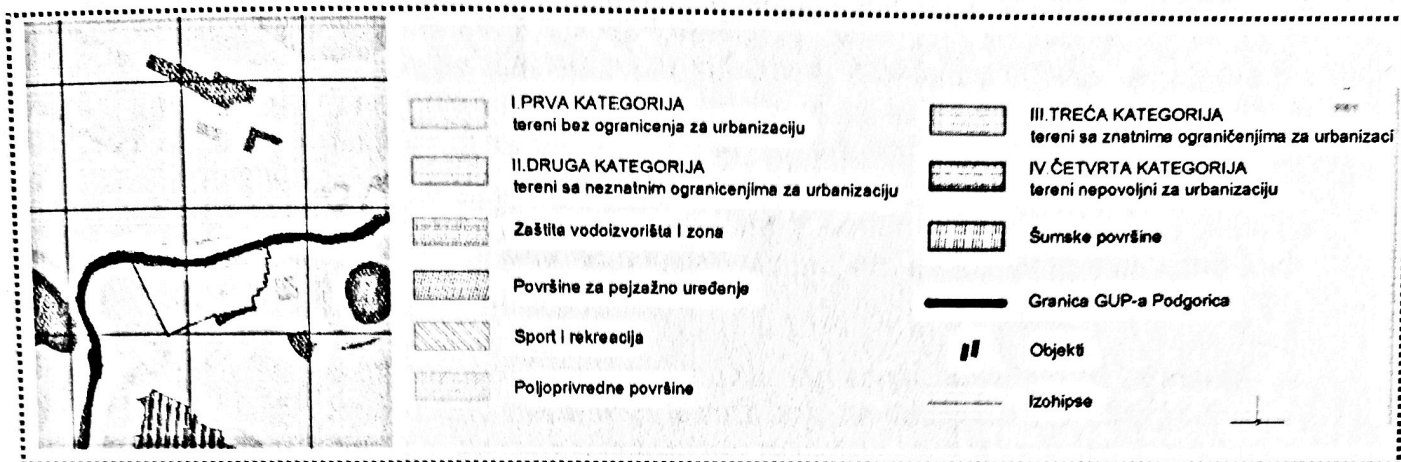 I.PRVA KATEGORIJA
tereni bez ogranicenja za urbanizaciju
II.DRUGA KATEGORIJA
tereni sa neznatnim ogranicenjima za urbanizaciju
Zaštita vodoizvorišta I zona
Površine za pejzažno uređenje
Sport i rekreacija
Poljoprivredne površine
III.TREĆA KATEGORIJA
tereni sa znatnime ograničenjima za urbanizaci
IV.ČETVRTA KATEGORIJA
tereni nepovoljni za urbanizaciju
Šumske površine
Granica GUP-a Podgorica
Objekti
Izohipse